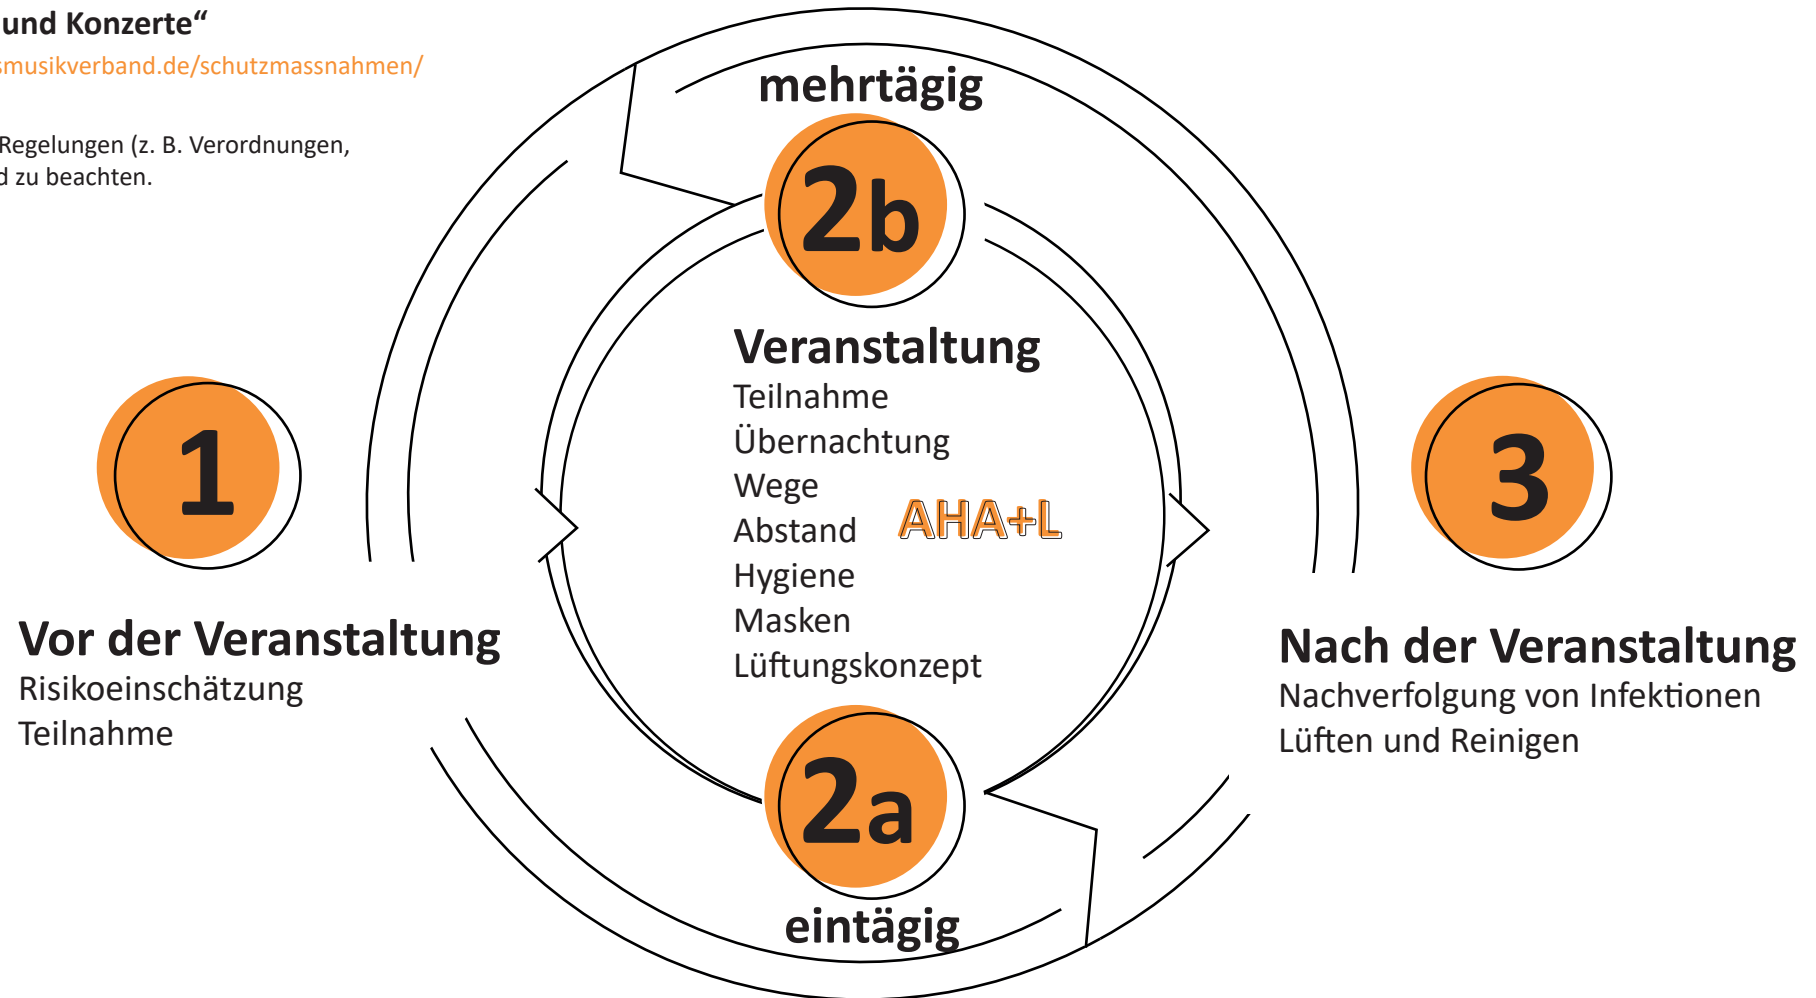 und Konzerte“
smusikverband.de/schutzmassnahmen/
Regelungen (z. B. Verordnungen,
d zu beachten.
mehrtägig
2b
Veranstaltung
Teilnahme
Übernachtung
Wege
Abstand
AHA+L
Hygiene
Masken
Lüftungskonzept
1
Vor der Veranstaltung
Risikoeinschätzung
Teilnahme
2a
eintägig
3
Nach der Veranstaltung
Nachverfolgung von Infektionen
Lüften und Reinigen